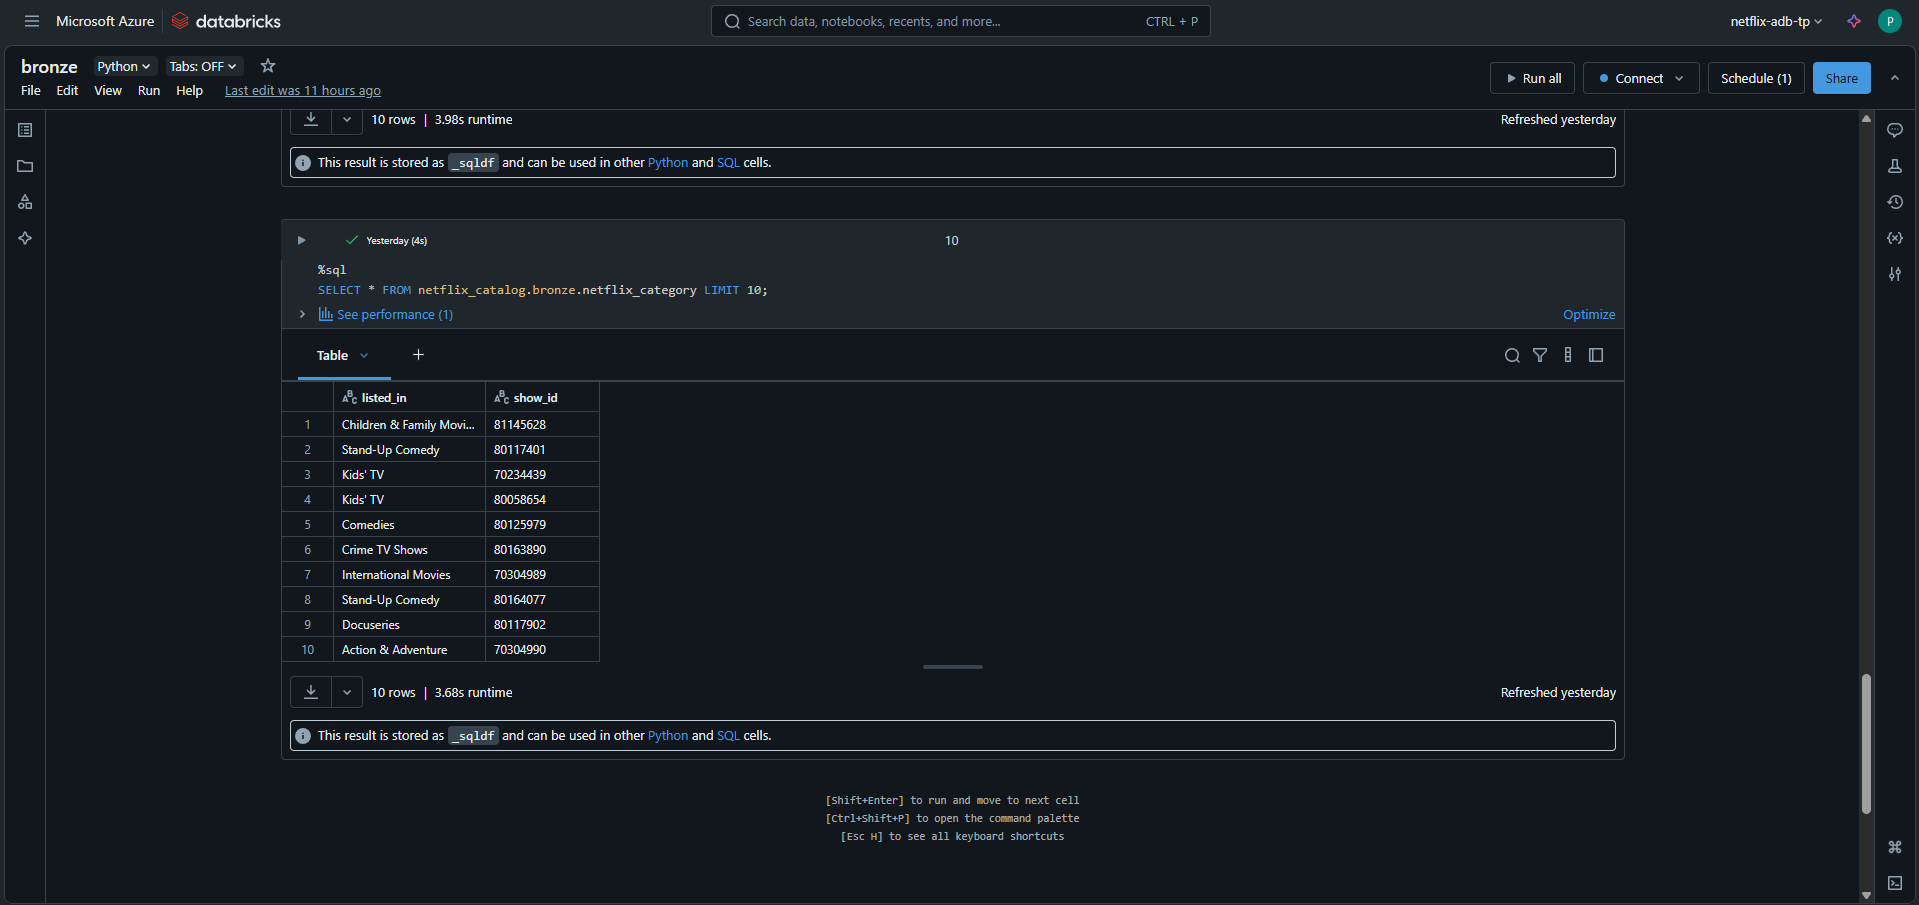 Microsoft Azure databricks Search data, notebooks, recents, and more... CTRL + P netflix-adb-tp P
bronze Python Tabs: OFF
File Edit View Run Help Last edit was 11 hours ago Run all Connect Schedule (1) Share
10 rows | 3.98s runtime Refreshed yesterday
This result is stored as _sqldf and can be used in other Python and SQL cells.
Yesterday (4s) 10
%sql
SELECT * FROM netflix_catalog.bronze.netflix_category LIMIT 10;
See performance (1) Optimize
Table +
listed_in show_id
1 Children & Family Movi... 81145628
2 Stand-Up Comedy 80117401
3 Kids' TV 70234439
4 Kids' TV 80058654
5 Comedies 80125979
6 Crime TV Shows 80163890
7 International Movies 70304989
8 Stand-Up Comedy 80164077
9 Docuseries 80117902
10 Action & Adventure 70304990
10 rows | 3.68s runtime Refreshed yesterday
This result is stored as _sqldf and can be used in other Python and SQL cells.
[Shift+Enter] to run and move to next cell
[Ctrl+Shift+P] to open the command palette
[Esc H] to see all keyboard shortcuts